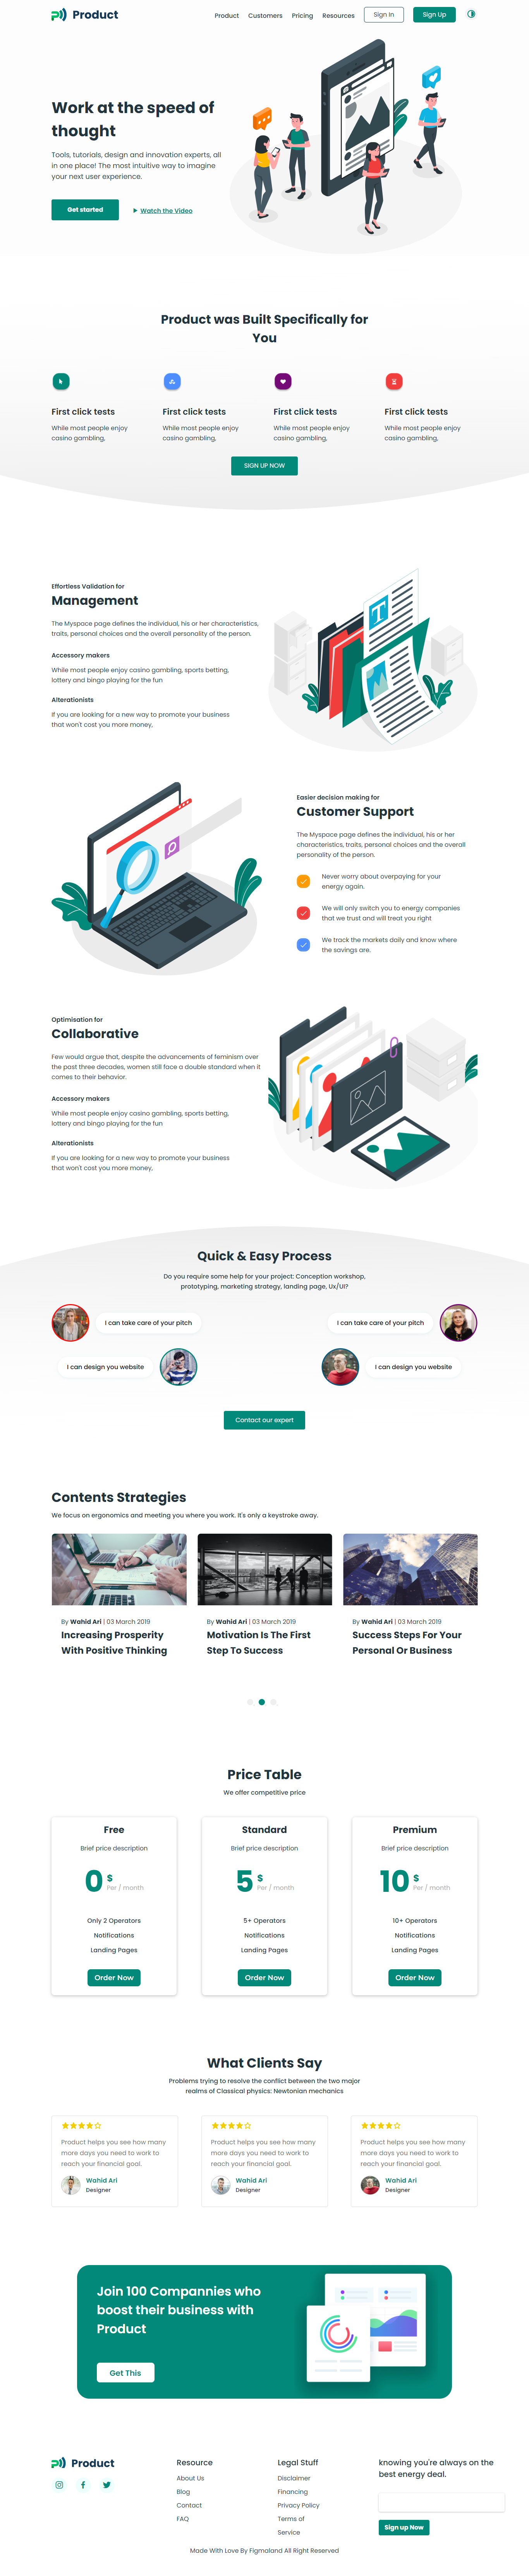 Product
Product Customers Pricing Resources Sign In Sign Up
Work at the speed of
thought
Tools, tutorials, design and innovation experts, all
in one place! The most intuitive way to imagine
your next user experience.
Get started
Watch the Video
Product was Built Specifically for
You
First click tests
While most people enjoy
casino gambling,
First click tests
While most people enjoy
casino gambling,
First click tests
While most people enjoy
casino gambling,
First click tests
While most people enjoy
casino gambling,
SIGN UP NOW
Effortless Validation for
Management
The Myspace page defines the individual, his or her characteristics,
traits, personal choices and the overall personality of the person.
Accessory makers
While most people enjoy casino gambling, sports betting,
lottery and bingo playing for the fun
Alterationists
If you are looking for a new way to promote your business
that won't cost you more money,
T
Easier decision making for
Customer Support
The Myspace page defines the individual, his or her
characteristics, traits, personal choices and the overall
personality of the person.
Never worry about overpaying for your
energy again.
We will only switch you to energy companies
that we trust and will treat you right
We track the markets daily and know where
the savings are.
Optimisation for
Collaborative
Few would argue that, despite the advancements of feminism over
the past three decades, women still face a double standard when it
comes to their behavior.
Accessory makers
While most people enjoy casino gambling, sports betting,
lottery and bingo playing for the fun
Alterationists
If you are looking for a new way to promote your business
that won't cost you more money,
Quick & Easy Process
Do you require some help for your project: Conception workshop,
prototyping, marketing strategy, landing page, Ux/UI?
I can take care of your pitch
I can take care of your pitch
I can design you website
I can design you website
Contact our expert
Contents Strategies
We focus on ergonomics and meeting you where you work. It's only a keystroke away.
By Wahid Ari | 03 March 2019
Increasing Prosperity
With Positive Thinking
By Wahid Ari | 03 March 2019
Motivation Is The First
Step To Success
By Wahid Ari | 03 March 2019
Success Steps For Your
Personal Or Business
Price Table
We offer competitive price
Free
Brief price description
0 $
Per / month
Only 2 Operators
Notifications
Landing Pages
Order Now
Standard
Brief price description
5 $
Per / month
5+ Operators
Notifications
Landing Pages
Order Now
Premium
Brief price description
10 $
Per / month
10+ Operators
Notifications
Landing Pages
Order Now
What Clients Say
Problems trying to resolve the conflict between the two major
realms of Classical physics: Newtonian mechanics
Product helps you see how many
more days you need to work to
reach your financial goal.
Wahid Ari
Designer
Product helps you see how many
more days you need to work to
reach your financial goal.
Wahid Ari
Designer
Product helps you see how many
more days you need to work to
reach your financial goal.
Wahid Ari
Designer
Join 100 Compannies who
boost their business with
Product
Get This
Product
Resource
About Us
Blog
Contact
FAQ
Legal Stuff
Disclaimer
Financing
Privacy Policy
Terms of
Service
knowing you're always on the
best energy deal.
Sign up Now
Made With Love By Figmaland All Right Reserved